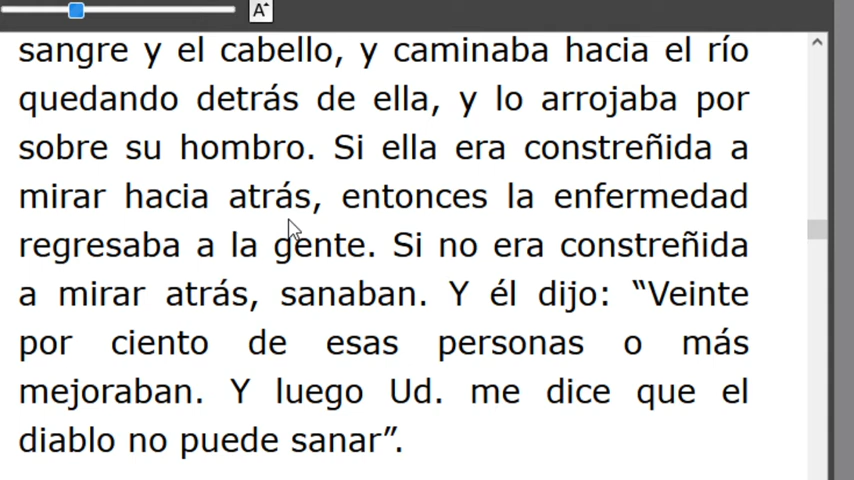 A
sangre y el cabello, y caminaba hacia el río
quedando detrás de ella, y lo arrojaba por
sobre su hombro. Si ella era constreñida a
mirar hacia atrás, entonces la enfermedad
regresaba a la gente. Si no era constreñida
a mirar atrás, sanaban. Y él dijo: “Veinte
por ciento de esas personas o más
mejoraban. Y luego Ud. me dice que el
diablo no puede sanar”.